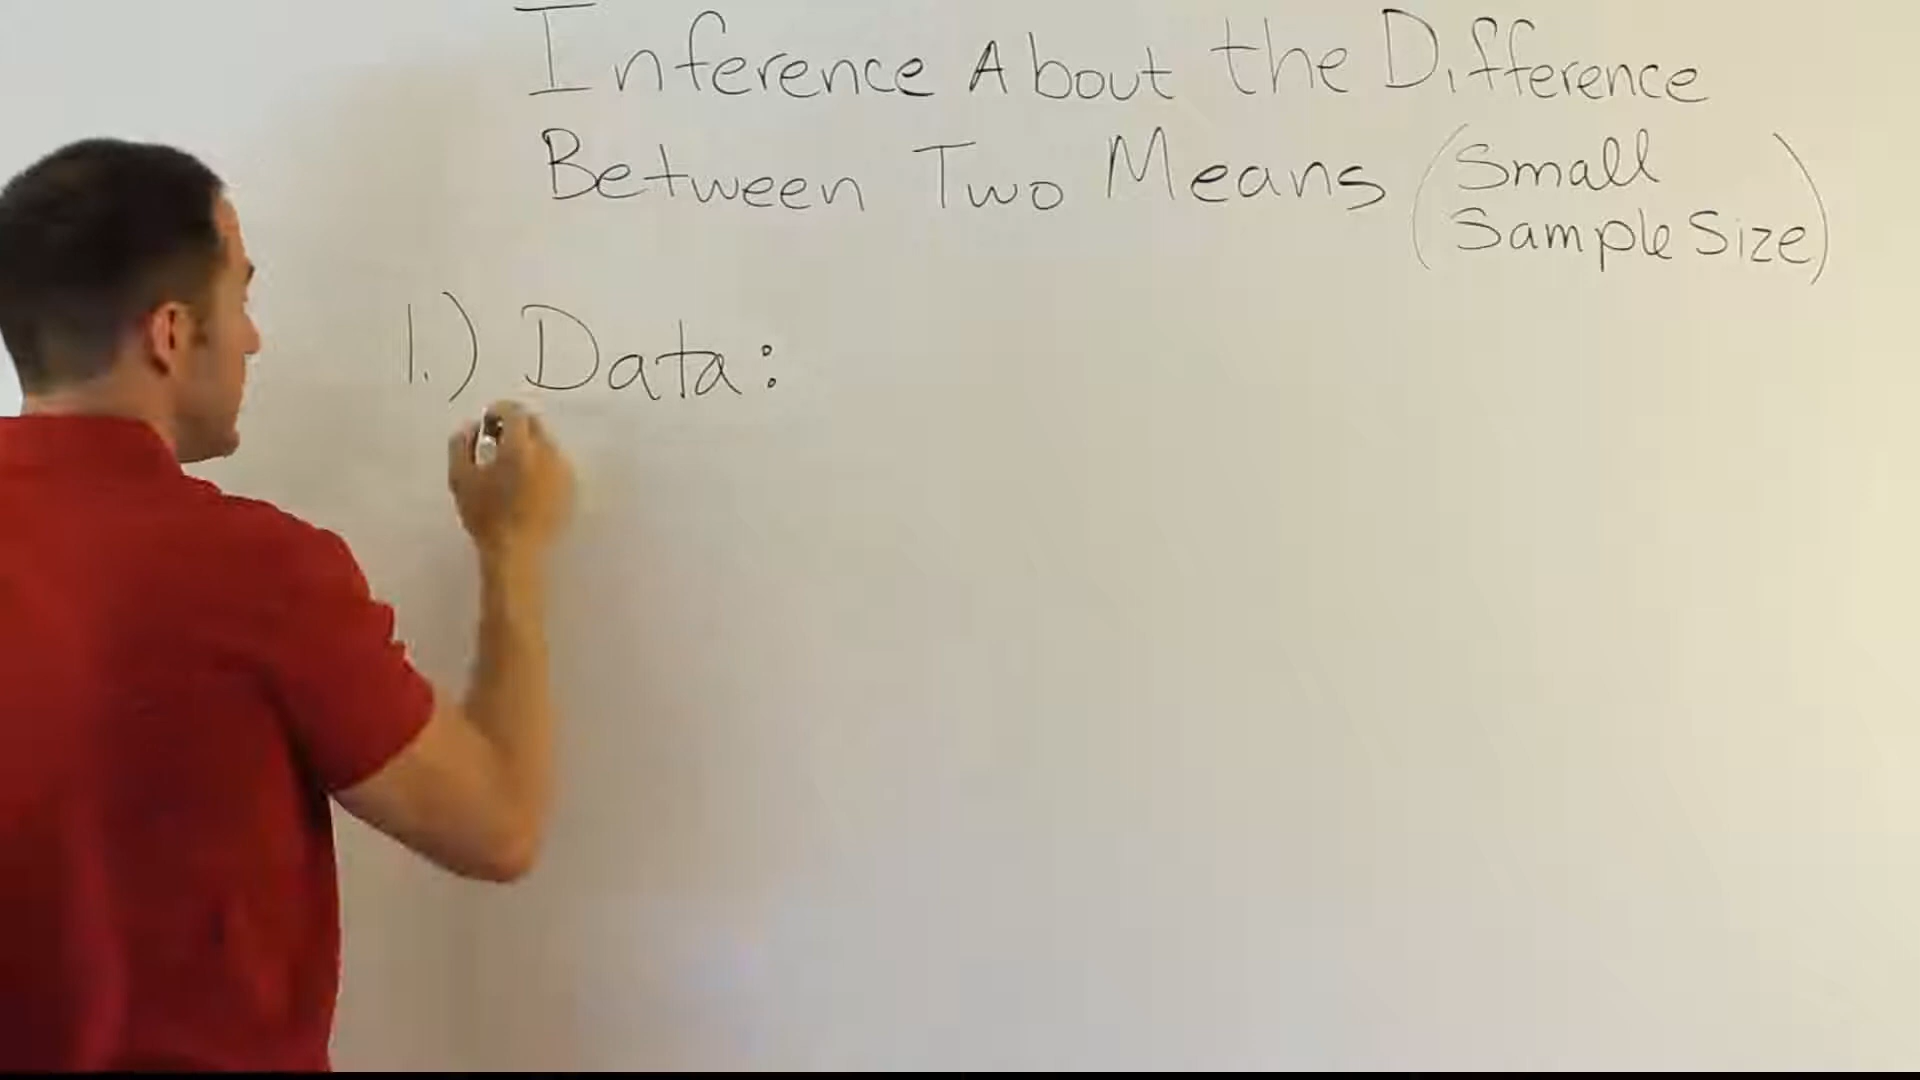 Inference About the Difference
Between Two Means (Small
Sample Size)
1.) Data: